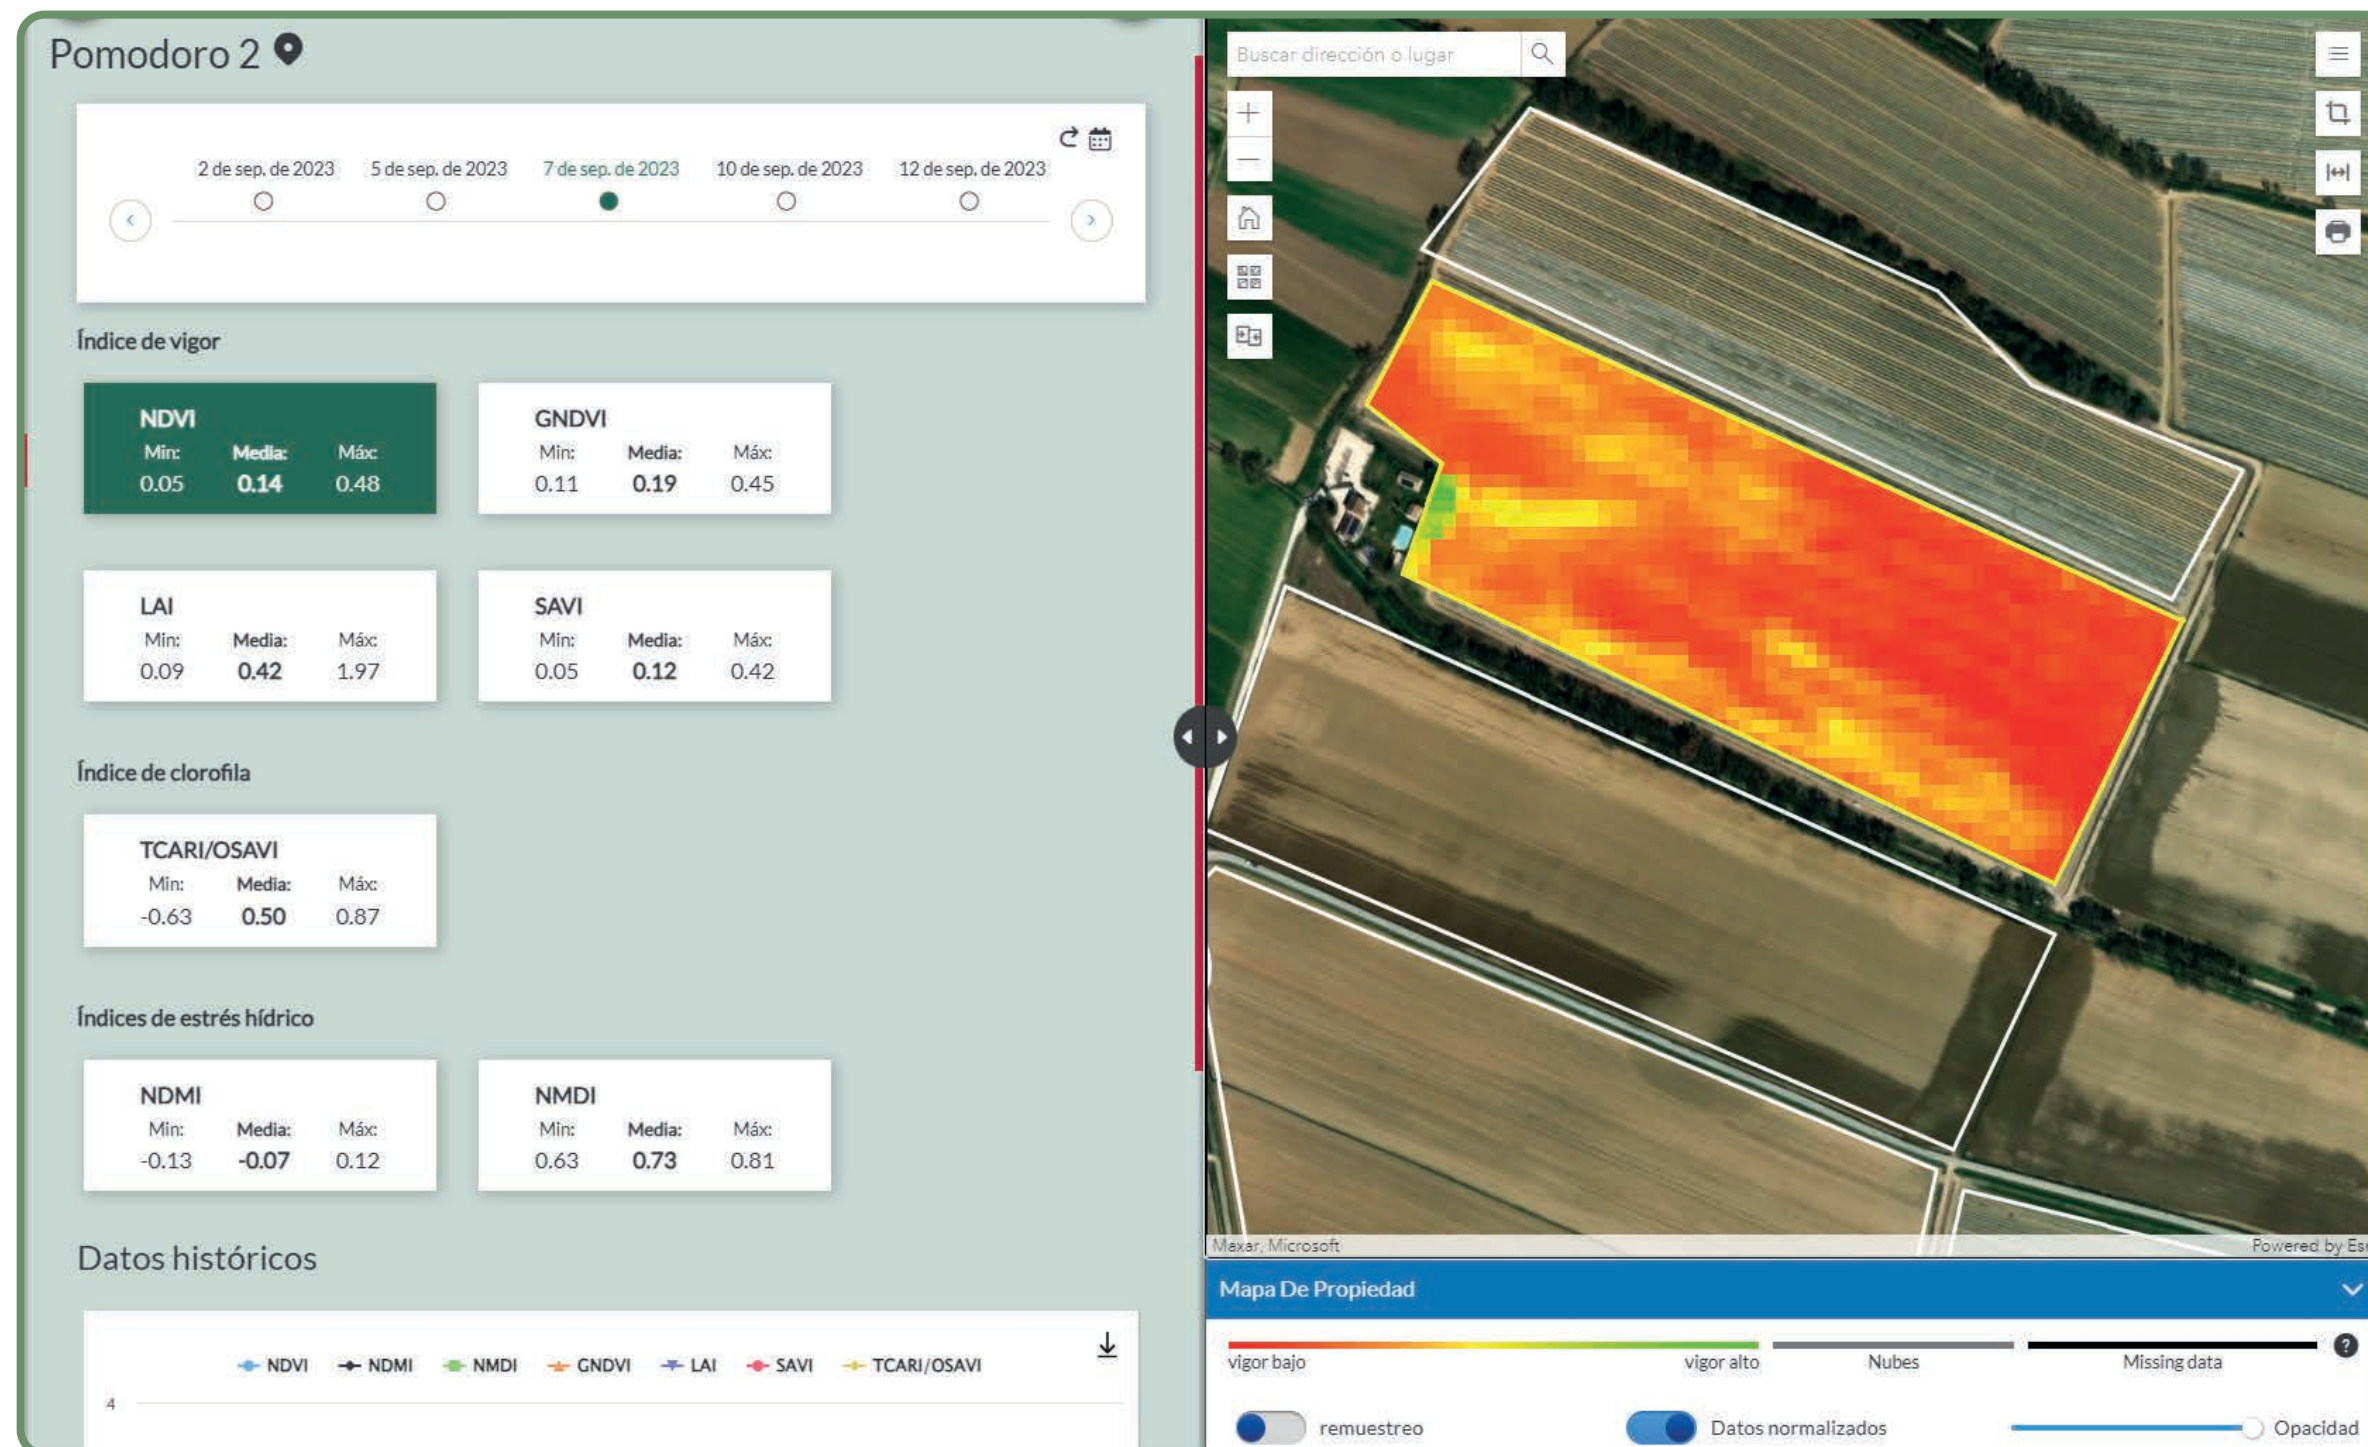 Pomodoro 2
2 de sep. de 2023 5 de sep. de 2023 7 de sep. de 2023 10 de sep. de 2023 12 de sep. de 2023
Índice de vigor
NDVI
Min: Media: Máx:
0.05 0.14 0.48
GNDVI
Min: Media: Máx:
0.11 0.19 0.45
LAI
Min: Media: Máx:
0.09 0.42 1.97
SAVI
Min: Media: Máx:
0.05 0.12 0.42
Índice de clorofila
TCARI/OSAVI
Min: Media: Máx:
-0.63 0.50 0.87
Índices de estrés hídrico
NDMI
Min: Media: Máx:
-0.13 -0.07 0.12
NMDI
Min: Media: Máx:
0.63 0.73 0.81
Datos históricos
NDVI NDMI NMDI GNDVI LAI SAVI TCARI/OSAVI
4
Buscar dirección o lugar
Maxar, Microsoft
Powered by Es
Mapa De Propiedad
vigor bajo vigor alto Nubes Missing data ?
remuestreo Datos normalizados Opacidad